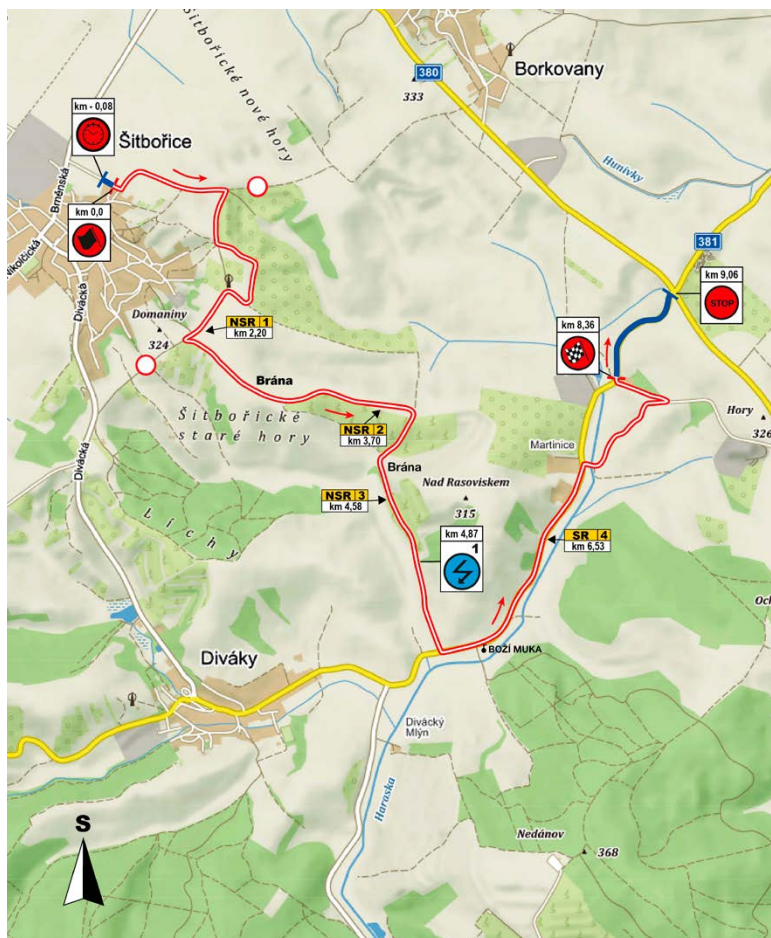 380
Borkovany
333
Šitbořické nové hory
km - 0,08
Šitbořice
Brněnská
km 0,0
Nikolčická
Divácká
Hunivky
381
km 9,06
STOP
Domaniny
324
NSR 1
km 2,20
km 8,36
Brána
Šitbořické
staré hory
NSR 2
km 3,70
Hory
326
Martinice
Divácká
Brána
Nad Rasoviskem
315
NSR 3
km 4,58
Líchy
km 4,87
1
SR 4
km 6,53
Och
BOŽÍ MUKA
Diváky
Divácký
Mlýn
Haraska
Nedánov
368
S